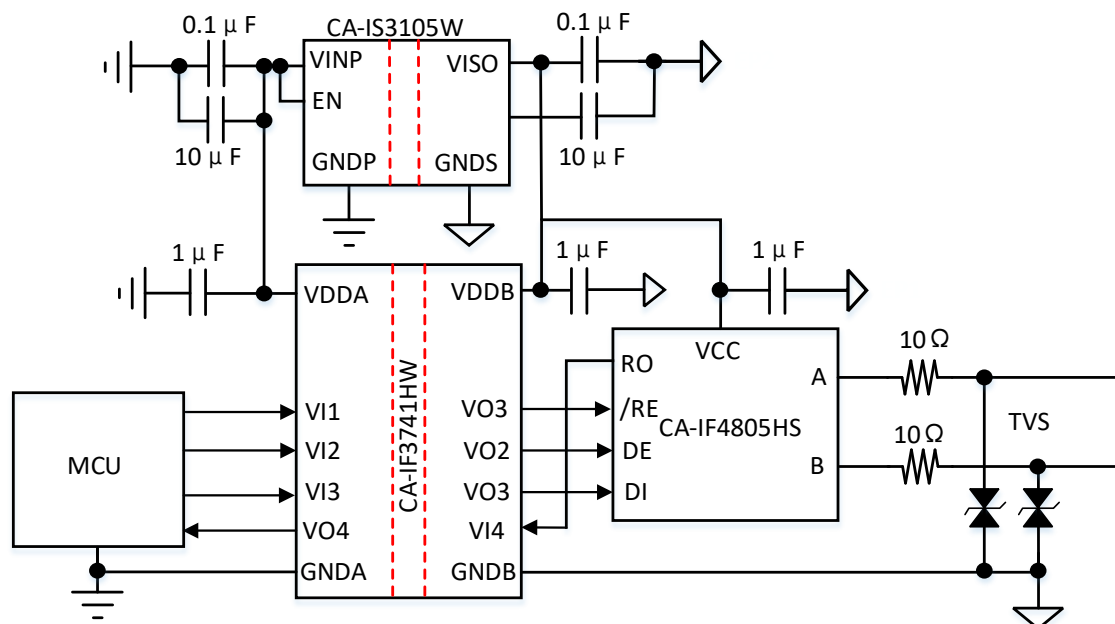 CA-IS3105W
0.1 μ F
0.1 μ F
VINP
VISO
EN
10 μ F
10 μ F
GNDP
GNDS
1 μ F
1 μ F
1 μ F
VDDA
VDDB
VCC
10 Ω
RO
A
VI1
VO3
/RE
CA-IF3741HW
CA-IF4805HS
TVS
MCU
VI2
VO2
DE
10 Ω
B
VI3
VO3
DI
VO4
VI4
GNDA
GNDB